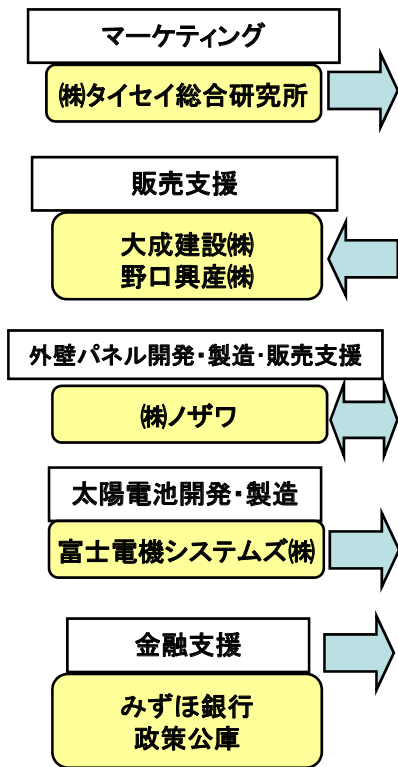 マーケティング
㈱タイセイ総合研究所
販売支援
大成建設㈱
野口興産㈱
外壁パネル開発・製造・販売支援
㈱ノザワ
太陽電池開発・製造
富士電機システムズ㈱
金融支援
みずほ銀行
政策公庫